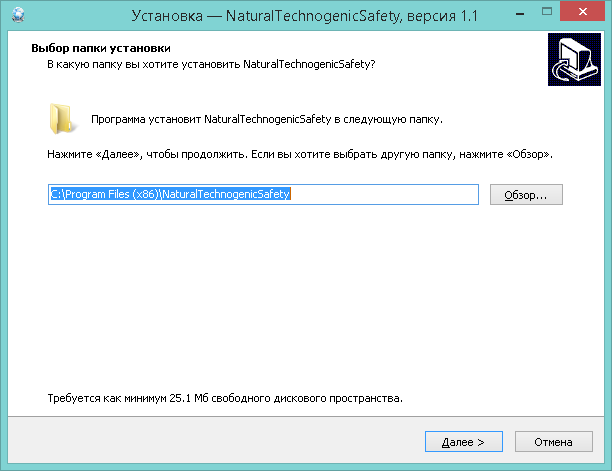 Установка — NaturalTechnogenicSafety, версия 1.1
Выбор папки установки
В какую папку вы хотите установить NaturalTechnogenicSafety?
Программа установит NaturalTechnogenicSafety в следующую папку.
Нажмите «Далее», чтобы продолжить. Если вы хотите выбрать другую папку, нажмите «Обзор».
C:\Program Files (x86)\NaturalTechnogenicSafety
Обзор...
Требуется как минимум 25.1 Мб свободного дискового пространства.
Далее >
Отмена